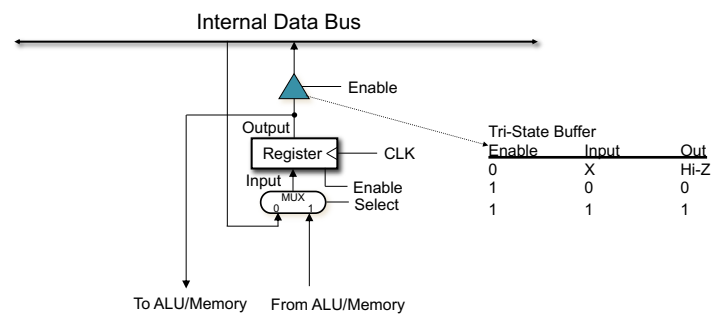 Internal Data Bus
Enable
Output
Register
CLK
Input
Enable
MUX
Select
0 1
To ALU/Memory
From ALU/Memory
Tri-State Buffer
Enable Input Out
0 X Hi-Z
1 0 0
1 1 1